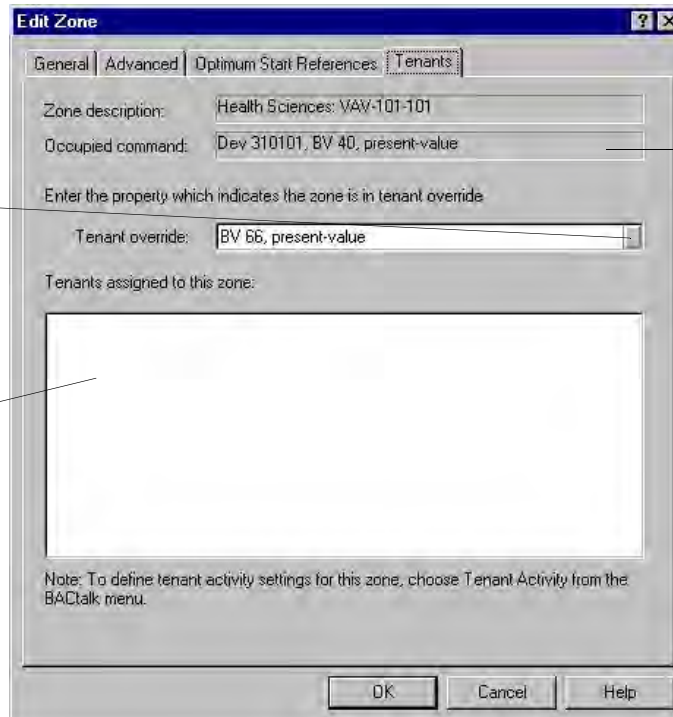 Edit Zone
General Advanced Optimum Start References Tenants
Zone description: Health Sciences: VAV-101-101
Occupied command: Dev 310101, BV 40, present-value
Enter the property which indicates the zone is in tenant override
Tenant override: BV 66, present-value
Tenants assigned to this zone:
Note: To define tenant activity settings for this zone, choose Tenant Activity from the
BACtalk menu.
OK Cancel Help